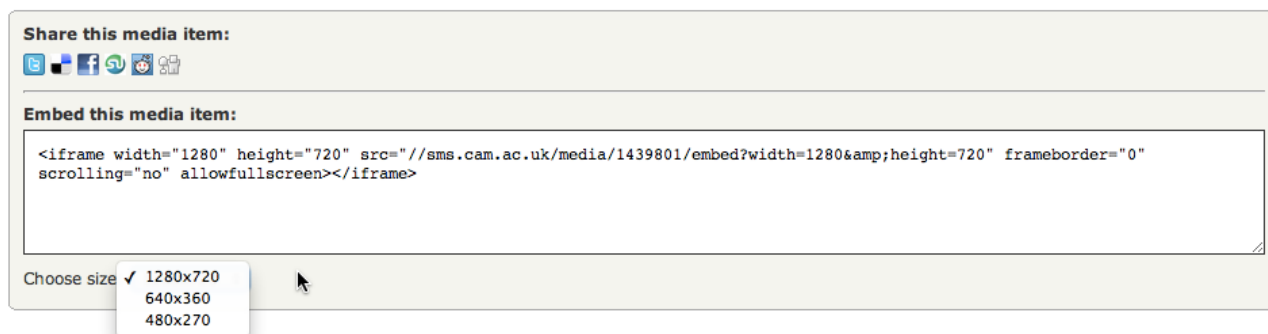 Share this media item:
Embed this media item:
<iframe width="1280" height="720" src="//sms.cam.ac.uk/media/1439801/embed?width=1280&amp;height=720" frameborder="0"
scrolling="no" allowfullscreen></iframe>
Choose size ✓ 1280x720
640x360
480x270